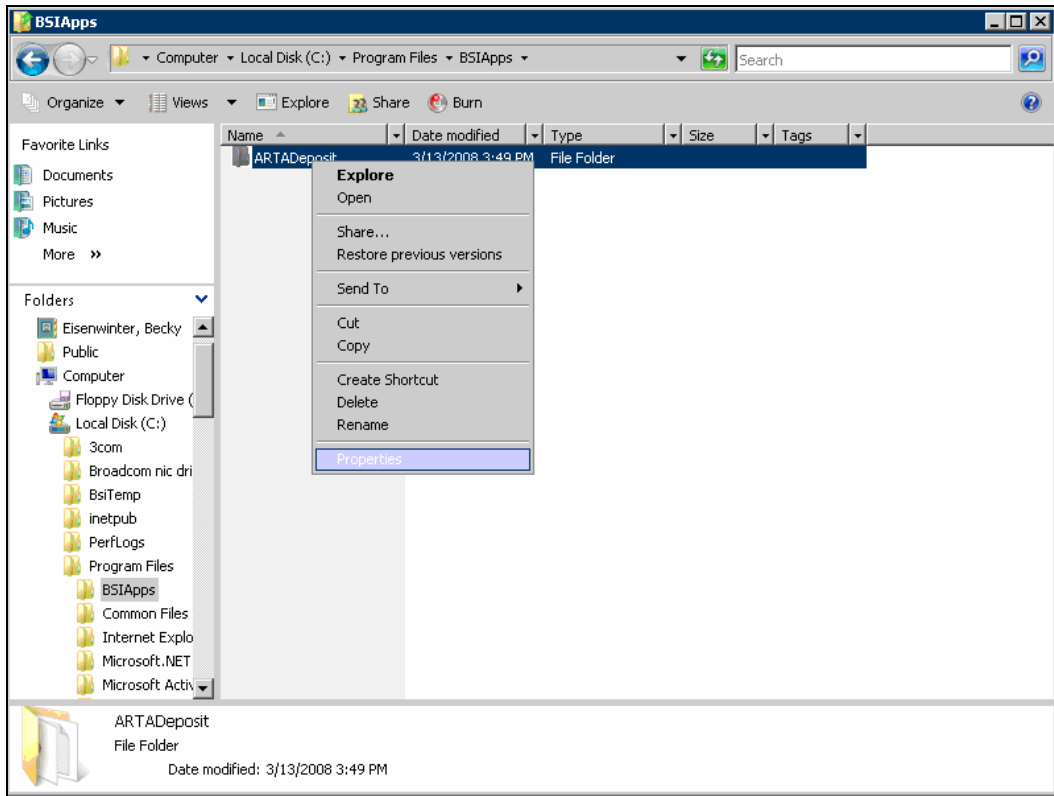 BSIApps
Computer Local Disk (C:) Program Files BSIApps Search
Organize Views Explore Share Burn
Favorite Links
Documents
Pictures
Music
More »
Folders
Eisenwinter, Becky
Public
Computer
Floppy Disk Drive (
Local Disk (C:)
3com
Broadcom nic dri
BsiTemp
inetpub
PerfLogs
Program Files
BSIApps
Common Files
Internet Explo
Microsoft.NET
Microsoft Activ
Name Date modified Type Size Tags
ARTADeposit 3/13/2008 3:49 PM File Folder
Explore
Open
Share...
Restore previous versions
Send To
Cut
Copy
Create Shortcut
Delete
Rename
Properties
ARTADeposit
File Folder
Date modified: 3/13/2008 3:49 PM